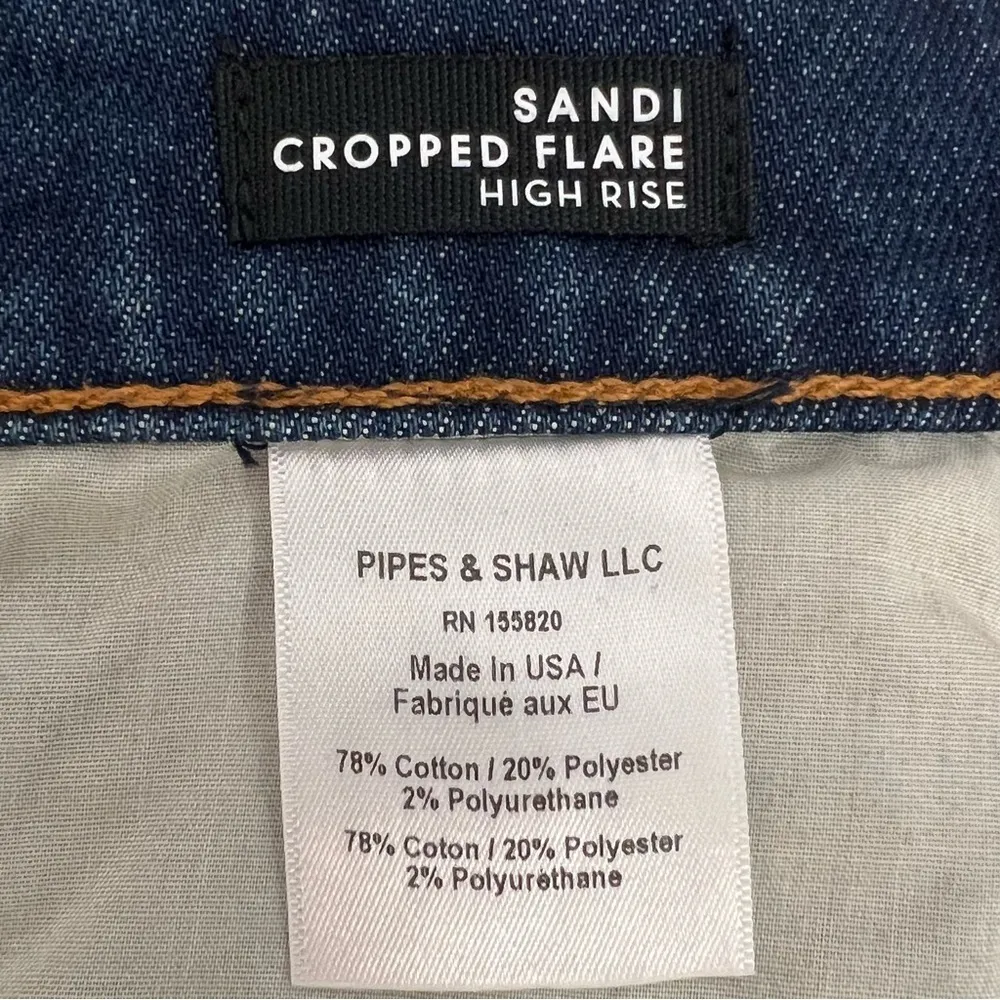 SANDI
CROPPED FLARE
HIGH RISE
PIPES & SHAW LLC
RN 155820
Made In USA /
Fabriqué aux EU
78% Cotton / 20% Polyester
2% Polyurethane
78% Coton / 20% Polyester
2% Polyuréthane